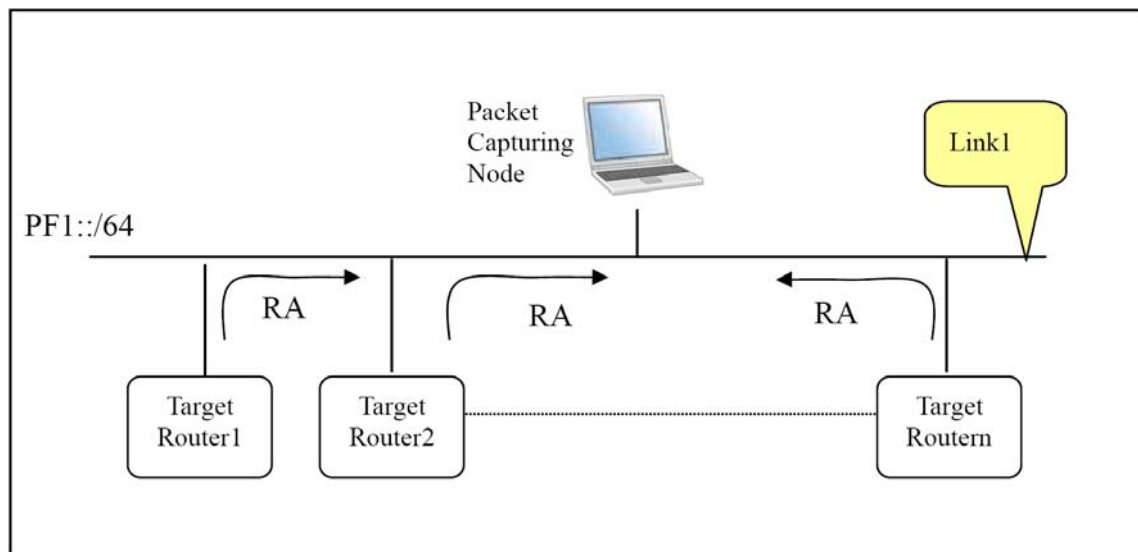 Packet
Capturing
Node
Link1
PF1::/64
RA
RA
RA
Target
Router1
Target
Router2
Target
Routern